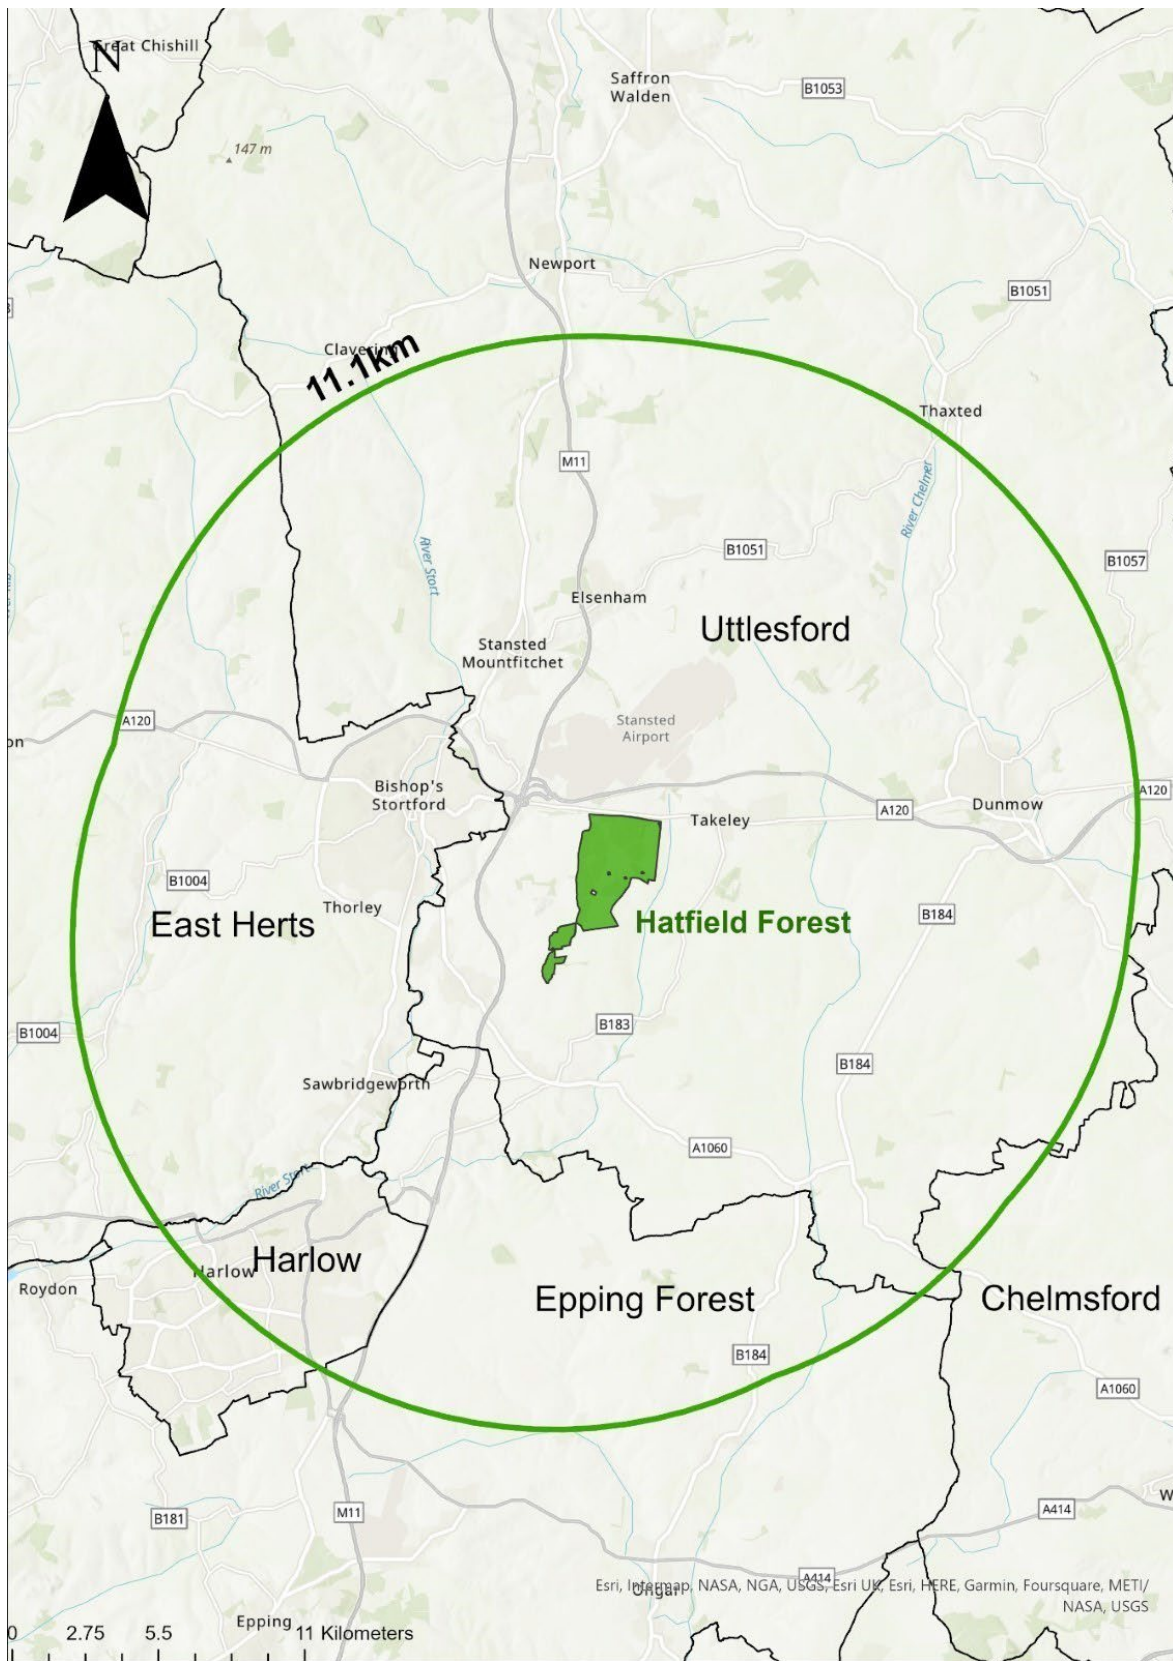 Great Chishill
N
Saffron
Walden
B1053
147 m
Newport
B1051
Clavering
11.1km
Thaxted
M11
River Chelmer
B1051
B1057
River Stort
Elsenham
Uttlesford
Stansted
Mountfitchet
Stansted
Airport
A120
Bishop's
Stortford
A120
Dunmow
A120
Takeley
B1004
Thorley
B184
East Herts
Hatfield Forest
B1004
B183
B184
Sawbridgeworth
A1060
River Stort
Harlow
Harlow
Roydon
Epping Forest
Chelmsford
B184
A1060
B181
M11
A414
A414
Ongar
Esri, Intermap, NASA, NGA, USGS, Esri UK, Esri, HERE, Garmin, Foursquare, METI/
NASA, USGS
Epping
0 2.75 5.5 11 Kilometers